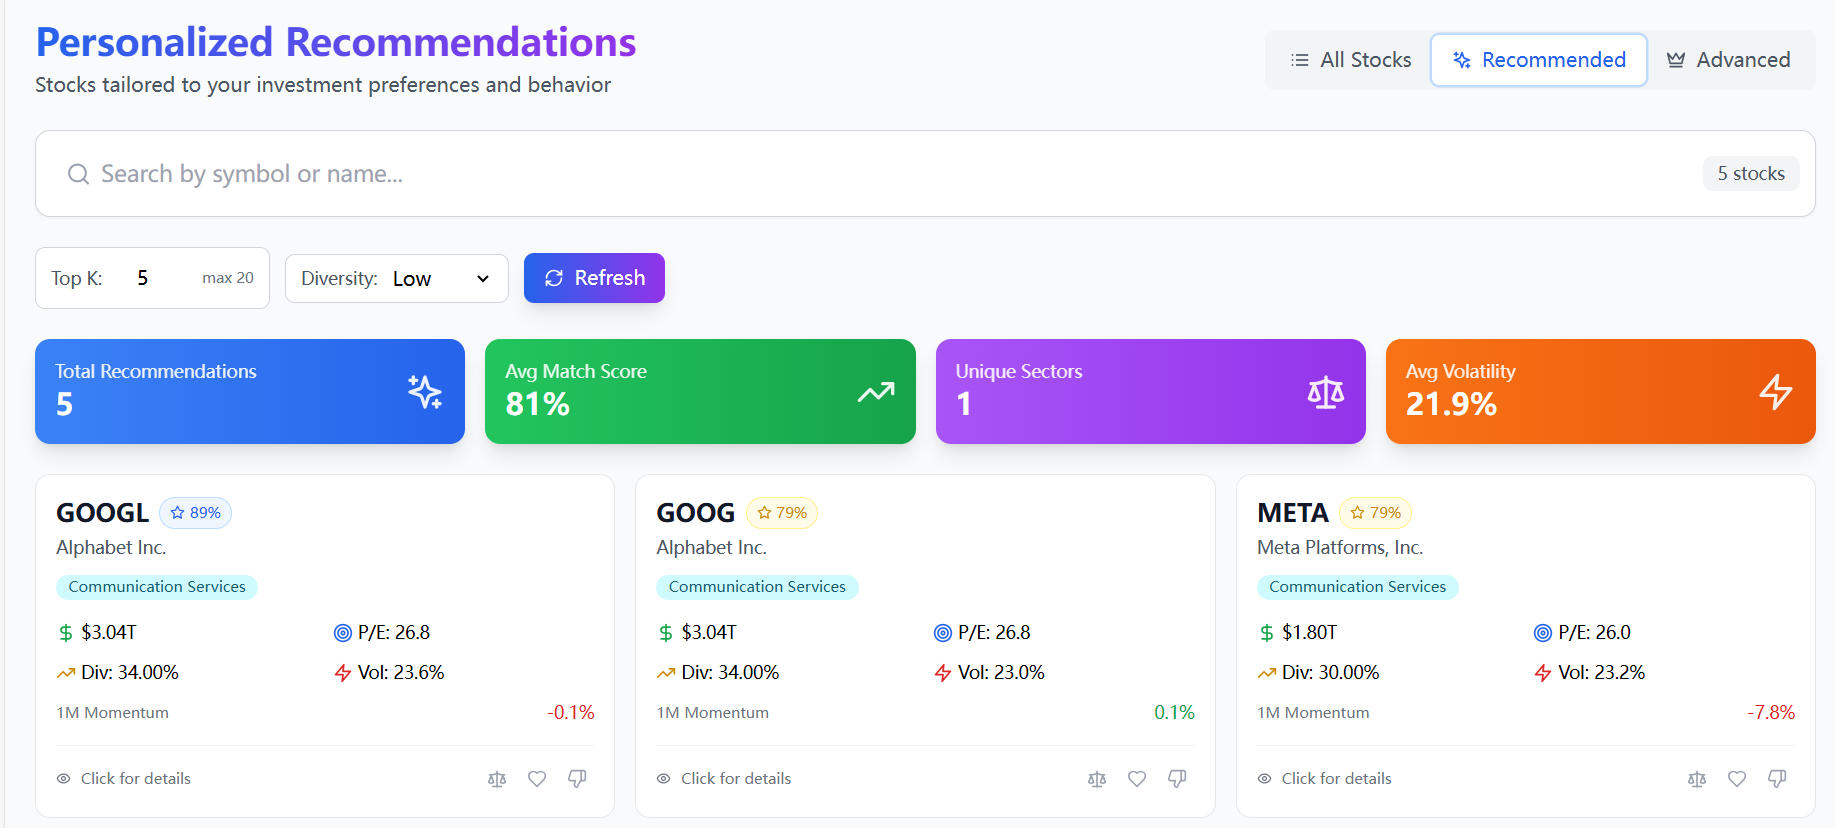 Personalized Recommendations
Stocks tailored to your investment preferences and behavior
All Stocks
Recommended
Advanced
Search by symbol or name...
5 stocks
Top K: 5 max 20
Diversity: Low
Refresh
Total Recommendations
5
Avg Match Score
81%
Unique Sectors
1
Avg Volatility
21.9%
GOOGL 89%
Alphabet Inc.
Communication Services
$3.04T
P/E: 26.8
Div: 34.00%
Vol: 23.6%
1M Momentum
-0.1%
Click for details
GOOG 79%
Alphabet Inc.
Communication Services
$3.04T
P/E: 26.8
Div: 34.00%
Vol: 23.0%
1M Momentum
0.1%
Click for details
META 79%
Meta Platforms, Inc.
Communication Services
$1.80T
P/E: 26.0
Div: 30.00%
Vol: 23.2%
1M Momentum
-7.8%
Click for details